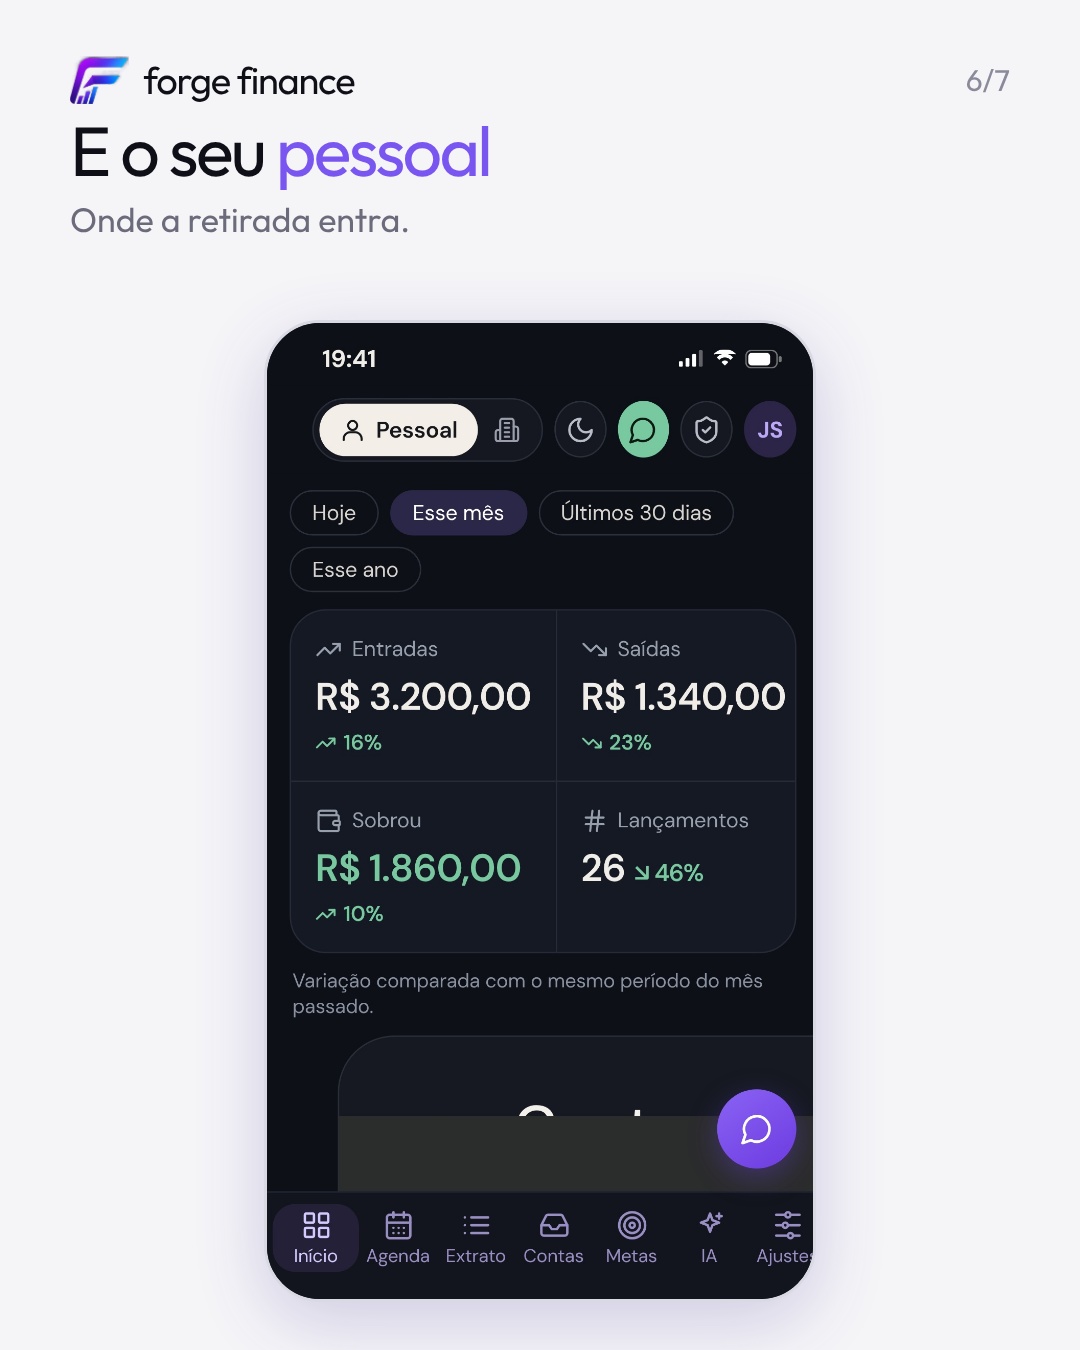 forge finance
6/7
E o seu pessoal
Onde a retirada entra.
19:41
Pessoal
JS
Hoje
Esse mês
Últimos 30 dias
Esse ano
Entradas
Saídas
R$ 3.200,00
R$ 1.340,00
16%
23%
Sobrou
# Lançamentos
R$ 1.860,00
26
46%
10%
Variação comparada com o mesmo período do mês
passado.
Início
Agenda
Extrato
Contas
Metas
IA
Ajustes